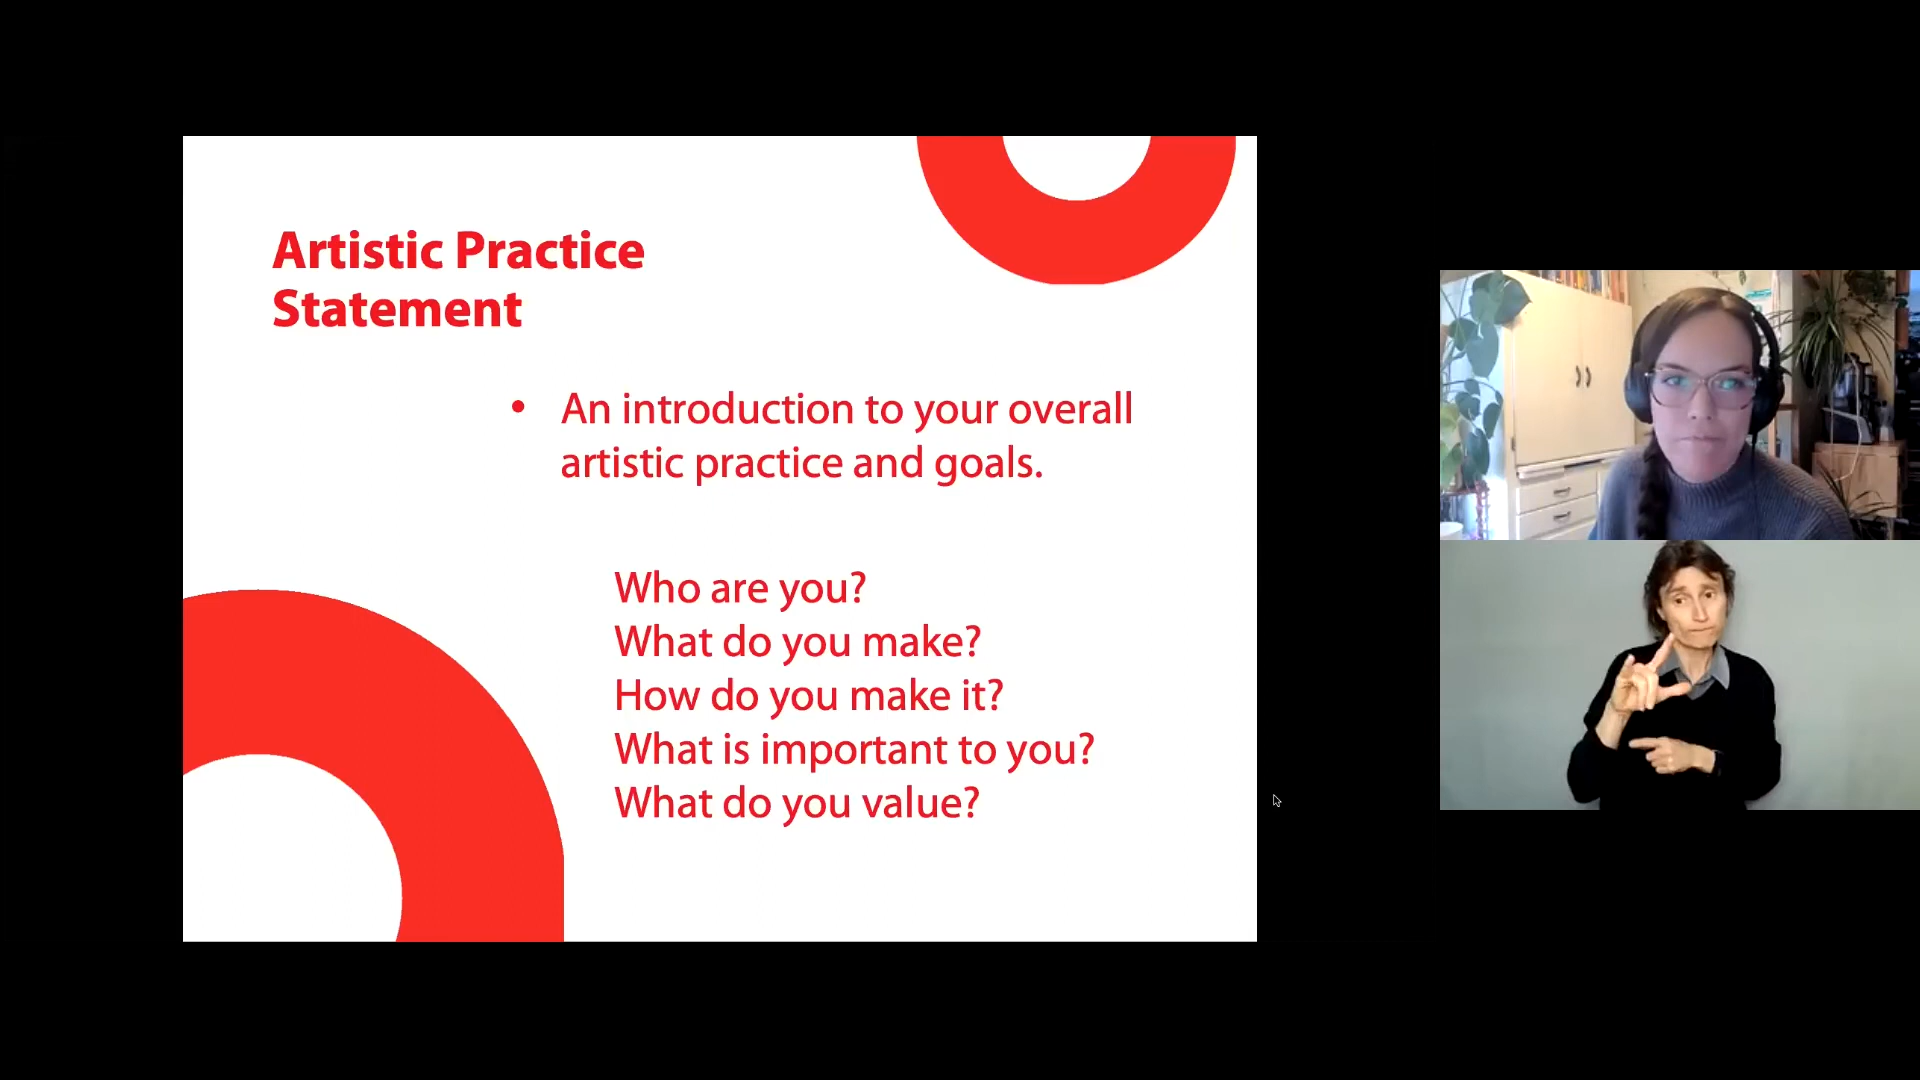 Artistic Practice
Statement
• An introduction to your overall
artistic practice and goals.
Who are you?
What do you make?
How do you make it?
What is important to you?
What do you value?